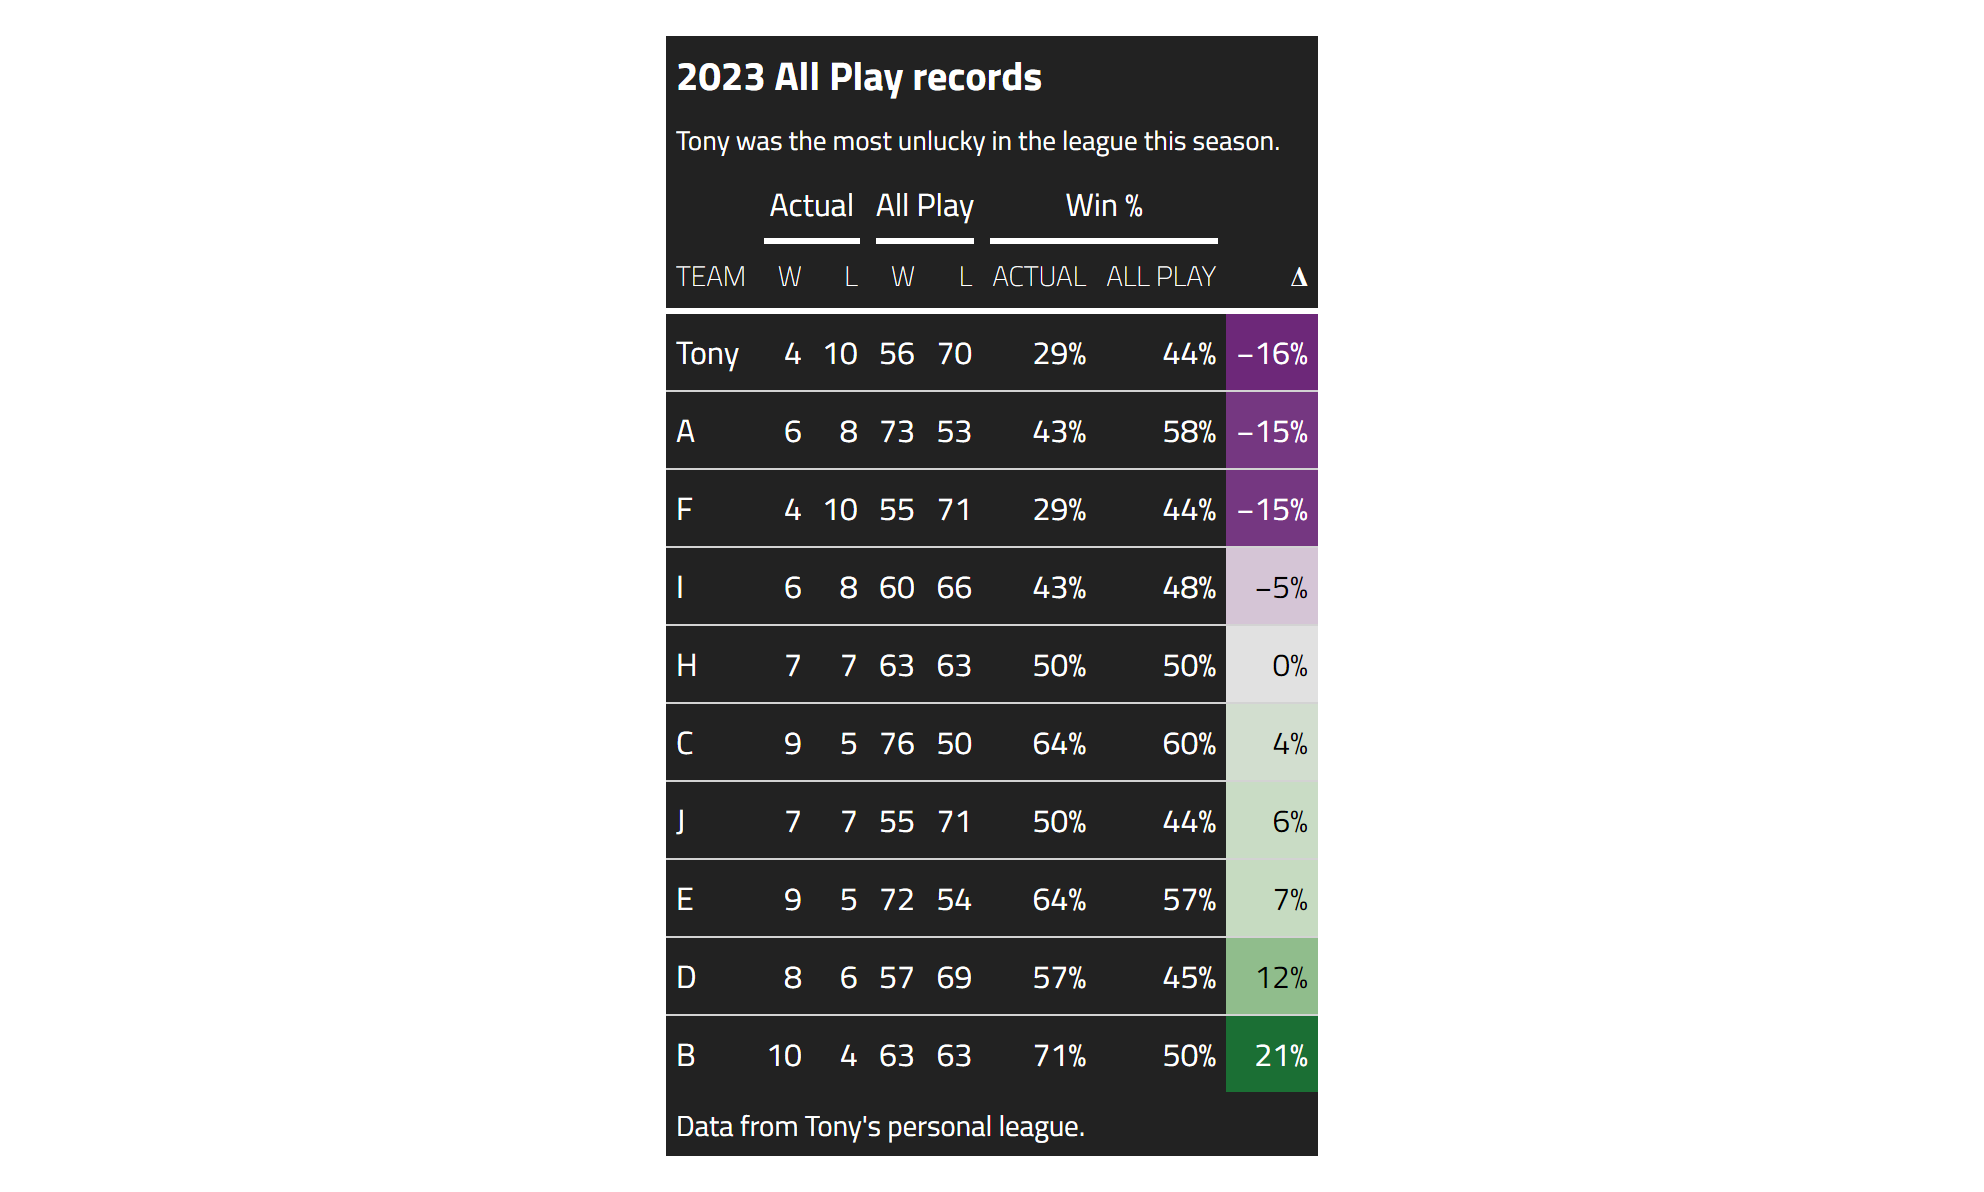 2023 All Play records
Tony was the most unlucky in the league this season.
Actual All Play Win %
TEAM W L W L ACTUAL ALL PLAY Δ
Tony 4 10 56 70 29% 44% −16%
A 6 8 73 53 43% 58% −15%
F 4 10 55 71 29% 44% −15%
I 6 8 60 66 43% 48% −5%
H 7 7 63 63 50% 50% 0%
C 9 5 76 50 64% 60% 4%
J 7 7 55 71 50% 44% 6%
E 9 5 72 54 64% 57% 7%
D 8 6 57 69 57% 45% 12%
B 10 4 63 63 71% 50% 21%
Data from Tony's personal league.